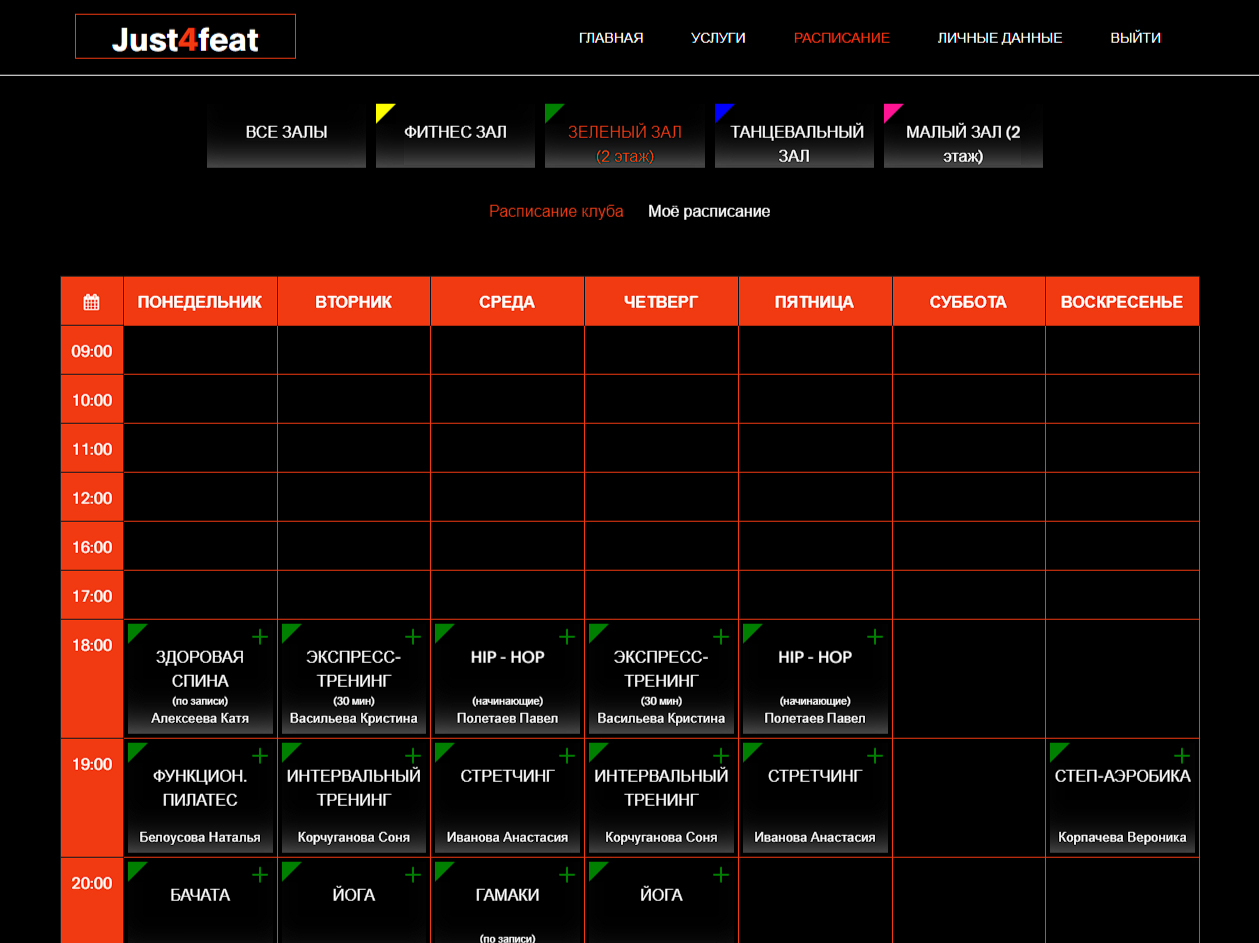 Just4feat
ГЛАВНАЯ УСЛУГИ РАСПИСАНИЕ ЛИЧНЫЕ ДАННЫЕ ВЫЙТИ
ВСЕ ЗАЛЫ
ФИТНЕС ЗАЛ
ЗЕЛЕНЫЙ ЗАЛ
(2 этаж)
ТАНЦЕВАЛЬНЫЙ
ЗАЛ
МАЛЫЙ ЗАЛ (2
этаж)
Расписание клуба Моё расписание
ПОНЕДЕЛЬНИК ВТОРНИК СРЕДА ЧЕТВЕРГ ПЯТНИЦА СУББОТА ВОСКРЕСЕНЬЕ
09:00
10:00
11:00
12:00
16:00
17:00
18:00
ЗДОРОВАЯ
СПИНА
(по записи)
Алексеева Катя
ЭКСПРЕСС-
ТРЕНИНГ
(30 мин)
Васильева Кристина
HIP - HOP
(начинающие)
Полетаев Павел
ЭКСПРЕСС-
ТРЕНИНГ
(30 мин)
Васильева Кристина
HIP - HOP
(начинающие)
Полетаев Павел
19:00
ФУНКЦИОН.
ПИЛАТЕС
Белоусова Наталья
ИНТЕРВАЛЬНЫЙ
ТРЕНИНГ
Корчуганова Соня
СТРЕТЧИНГ
Иванова Анастасия
ИНТЕРВАЛЬНЫЙ
ТРЕНИНГ
Корчуганова Соня
СТРЕТЧИНГ
Иванова Анастасия
СТЕП-АЭРОБИКА
Корпачева Вероника
20:00
БАЧАТА
ЙОГА
ГАМАКИ
(по записи)
ЙОГА